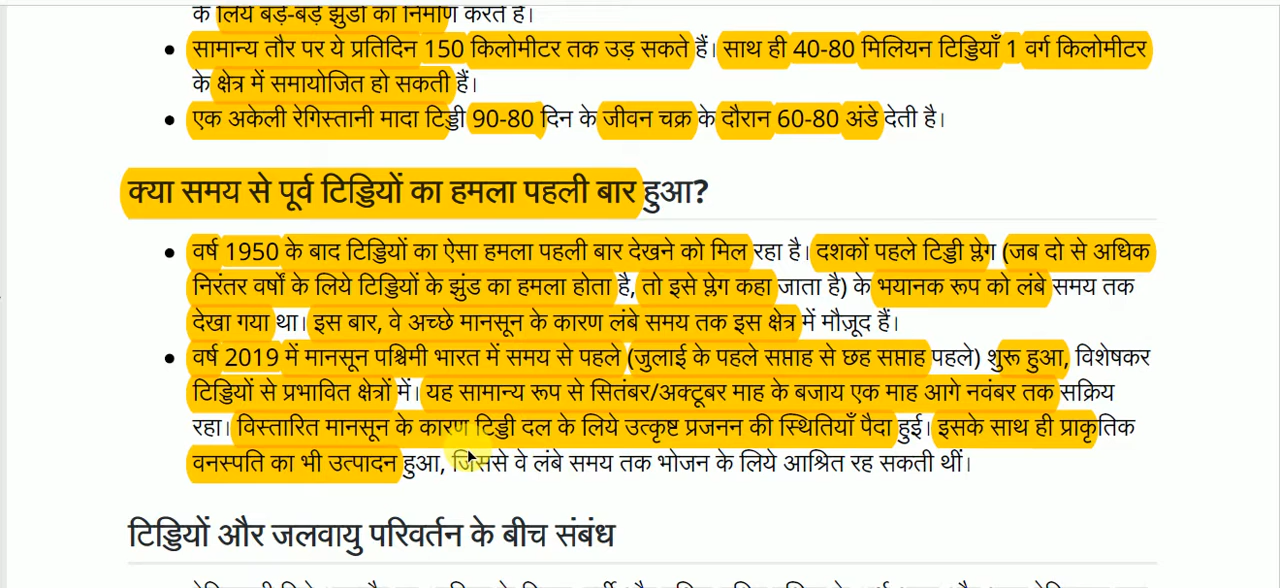 के लिये बड़े-बड़े झुंडों का निर्माण करते हैं।
सामान्य तौर पर ये प्रतिदिन 150 किलोमीटर तक उड़ सकते हैं। साथ ही 40-80 मिलियन टिड्डियाँ 1 वर्ग किलोमीटर
के क्षेत्र में समायोजित हो सकती हैं।
एक अकेली रेगिस्तानी मादा टिड्डी 90-80 दिन के जीवन चक्र के दौरान 60-80 अंडे देती है।
क्या समय से पूर्व टिड्डियों का हमला पहली बार हुआ?
वर्ष 1950 के बाद टिड्डियों का ऐसा हमला पहली बार देखने को मिल रहा है। दशकों पहले टिड्डी प्लेग (जब दो से अधिक
निरंतर वर्षों के लिये टिड्डियों के झुंड का हमला होता है, तो इसे प्लेग कहा जाता है) के भयानक रूप को लंबे समय तक
देखा गया था। इस बार, वे अच्छे मानसून के कारण लंबे समय तक इस क्षेत्र में मौज़ूद हैं।
वर्ष 2019 में मानसून पश्चिमी भारत में समय से पहले (जुलाई के पहले सप्ताह से छह सप्ताह पहले) शुरू हुआ, विशेषकर
टिड्डियों से प्रभावित क्षेत्रों में। यह सामान्य रूप से सितंबर/अक्टूबर माह के बजाय एक माह आगे नवंबर तक सक्रिय
रहा। विस्तारित मानसून के कारण टिड्डी दल के लिये उत्कृष्ट प्रजनन की स्थितियाँ पैदा हुई। इसके साथ ही प्राकृतिक
वनस्पति का भी उत्पादन हुआ, जिससे वे लंबे समय तक भोजन के लिये आश्रित रह सकती थीं।
टिड्डियों और जलवायु परिवर्तन के बीच संबंध